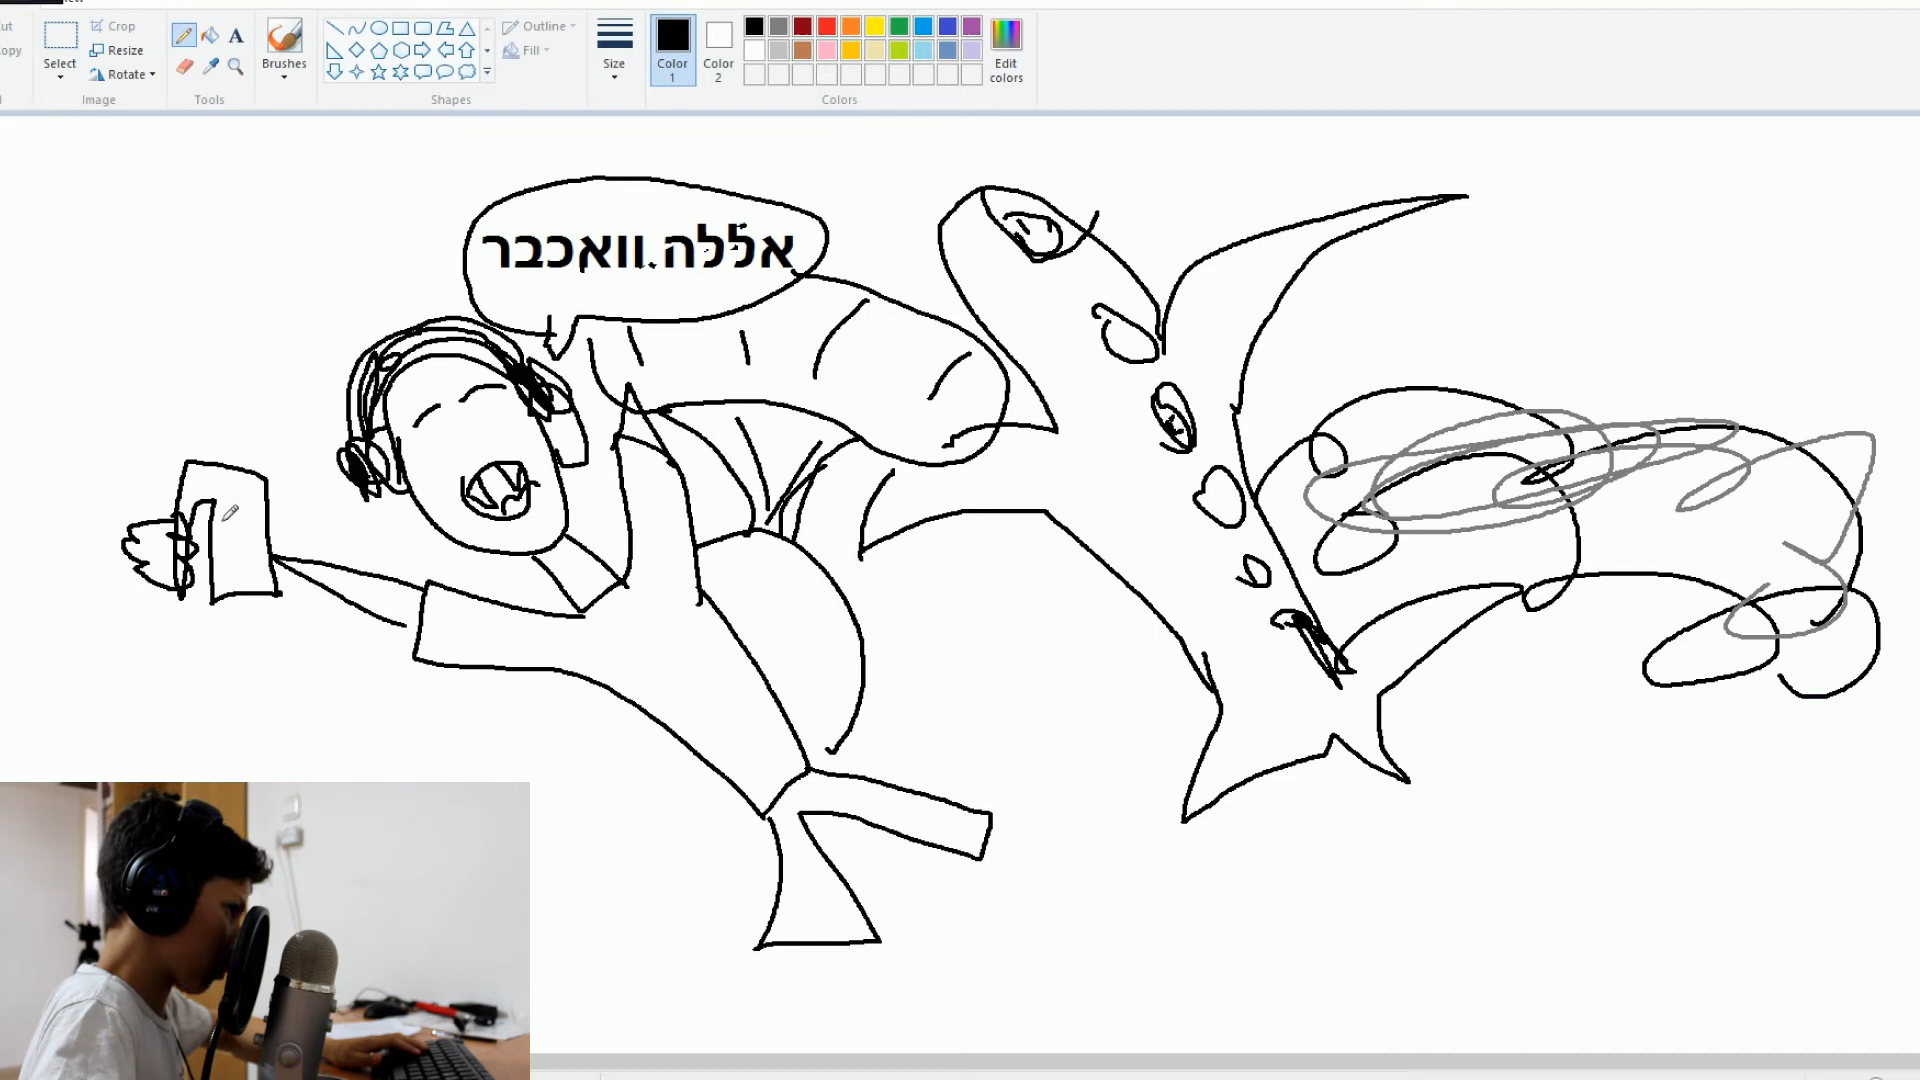 Crop
Resize
Rotate
Select
Image
Tools
Brushes
Shapes
Outline
Fill
Size
Color 1
Color 2
Edit colors
Colors
אללה.וואכבר